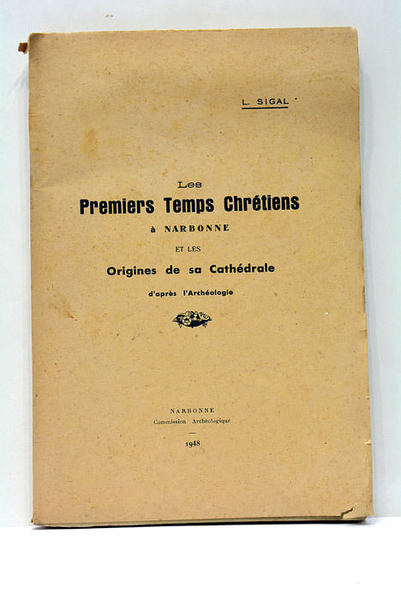 L. SIGAL
Les
Premiers Temps Chrétiens
à NARBONNE
ET LES
Origines de sa Cathédrale
d'après l'Archéologie
NARBONNE
Commission Archéologique
1948